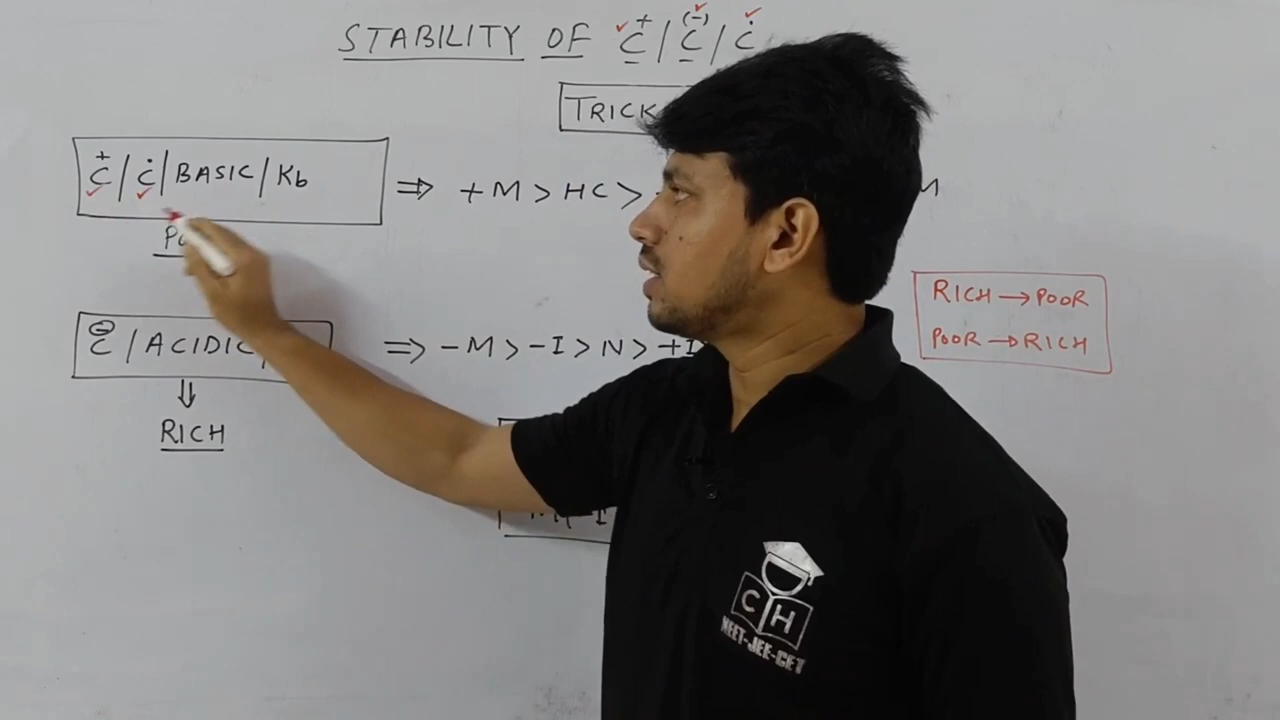 STABILITY OF C⁺ / C⁽⁻⁾ / Ċ
TRICK
C⁺ / Ċ / BASIC / Kb ⇒ +M > HC >
RICH → POOR
POOR → RICH
C⊖ / ACIDIC ⇒ -M > -I > N > +I
⇓
RICH
CH
NEET-JEE-CET